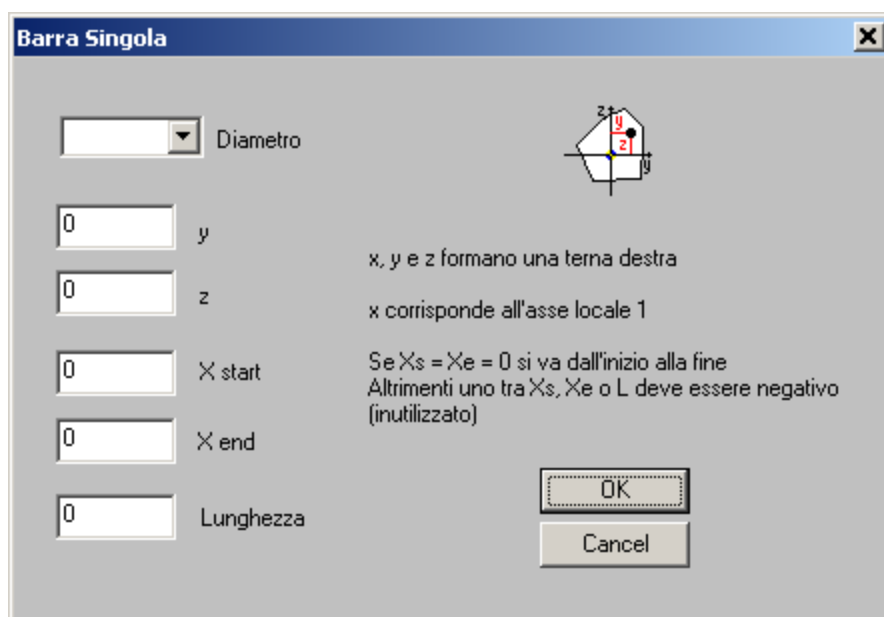 Barra Singola
Diametro
z
y
z
y
0
y
0
z
x, y e z formano una terna destra
x corrisponde all'asse locale 1
0
X start
Se Xs = Xe = 0 si va dall'inizio alla fine
Altrimenti uno tra Xs, Xe o L deve essere negativo
(inutilizzato)
0
X end
0
Lunghezza
OK
Cancel